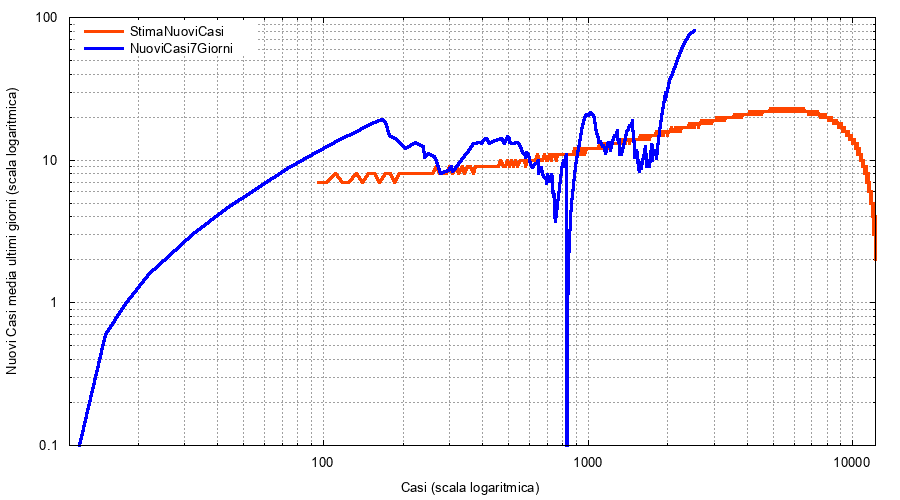 StimaNuoviCasi
NuoviCasi7Giorni
Nuovi Casi media ultimi giorni (scala logaritmica)
100
10
1
0.1
100
1000
10000
Casi (scala logaritmica)